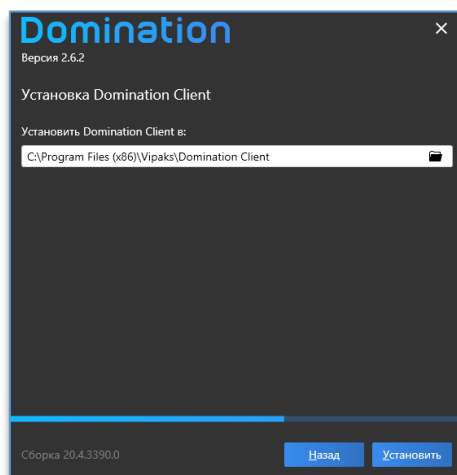 Domination
Версия 2.6.2
Установка Domination Client
Установить Domination Client в:
C:\Program Files (x86)\Vipaks\Domination Client
Сборка 20.4.3390.0
Назад
Установить